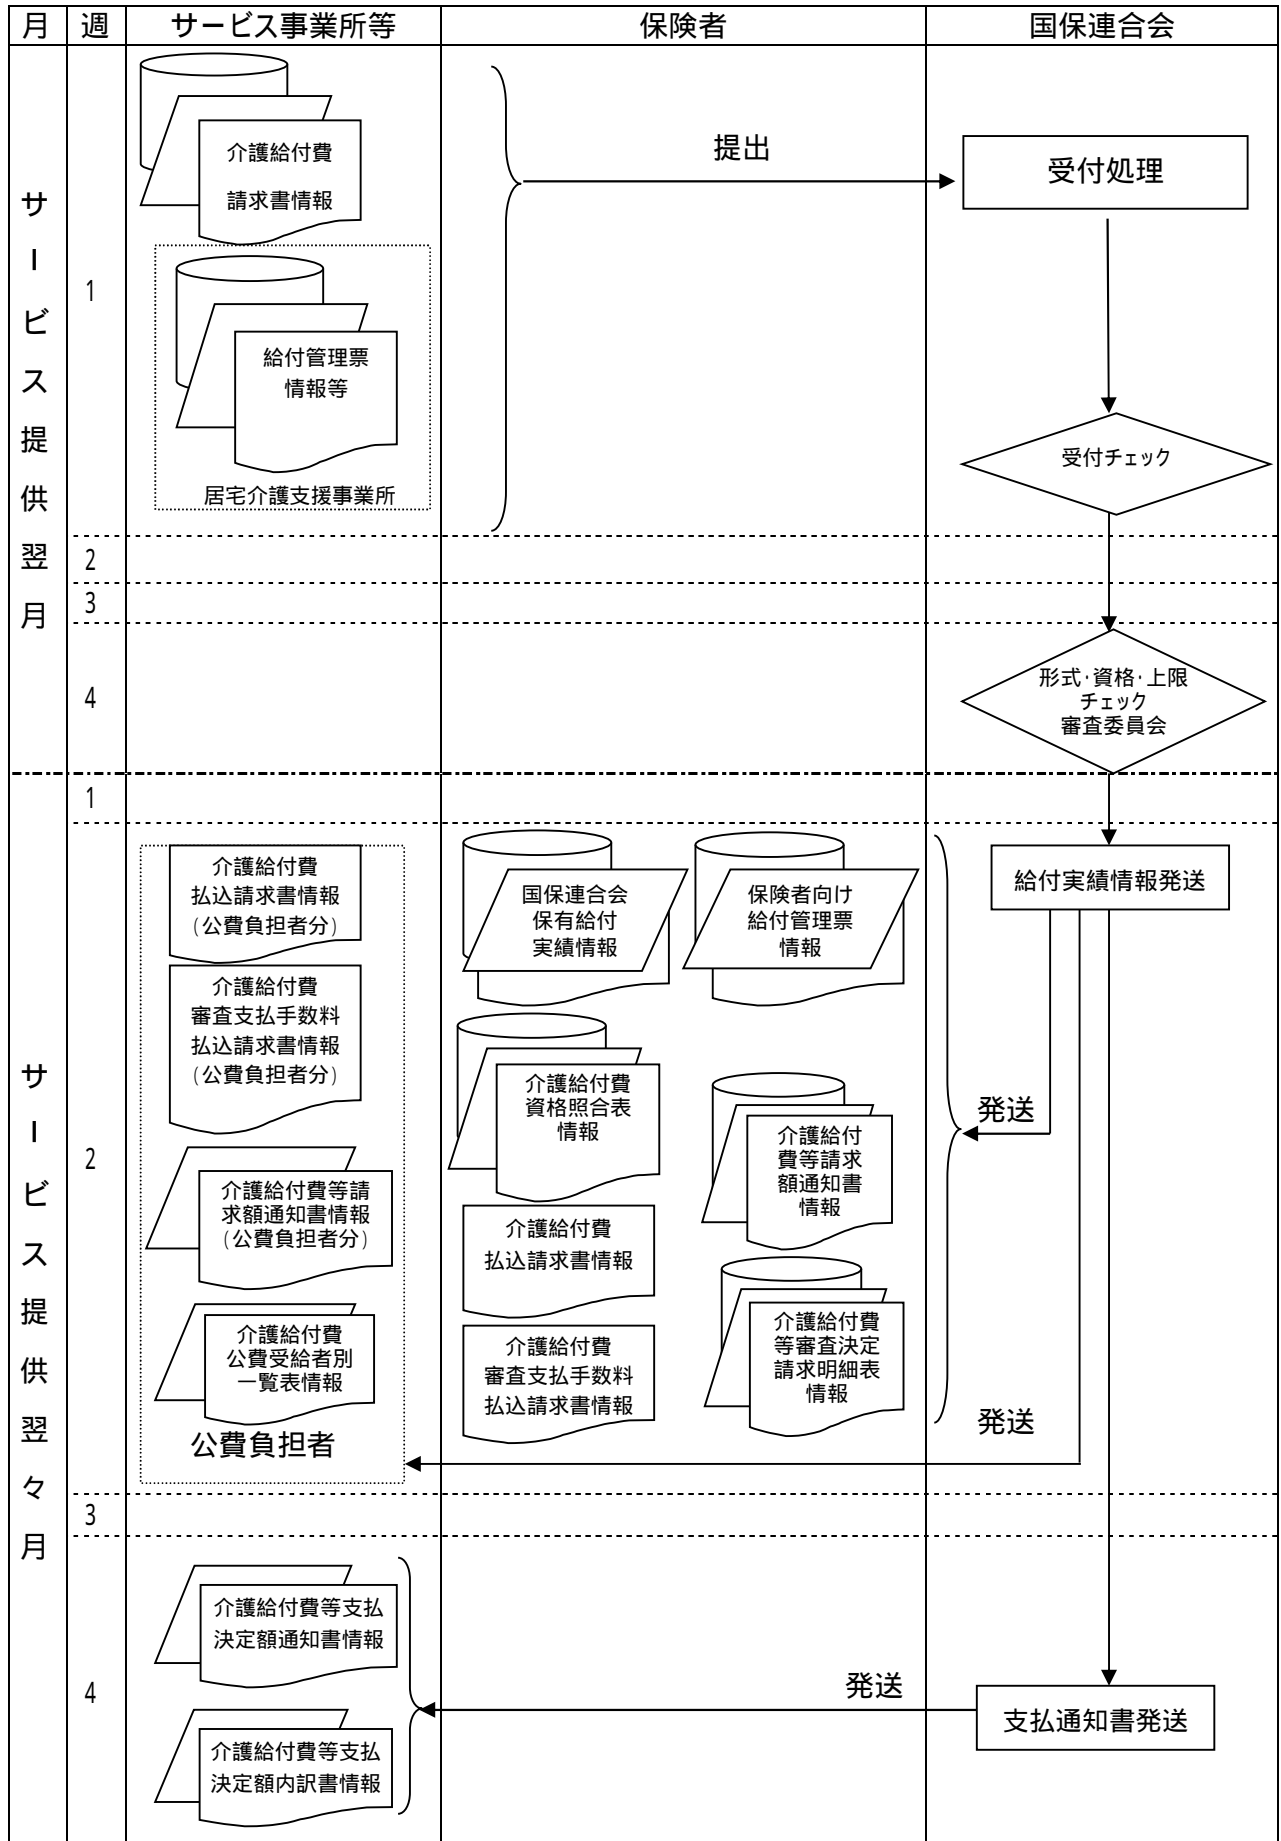 月 週 サービス事業所等 保険者 国保連合会
サービス提供翌月
1
介護給付費
請求書情報
給付管理票
情報等
居宅介護支援事業所
提出
受付処理
受付チェック
2
3
4
形式・資格・上限
チェック
審査委員会
サービス提供翌々月
1
2
介護給付費
払込請求書情報
(公費負担者分)
介護給付費
審査支払手数料
払込請求書情報
(公費負担者分)
介護給付費等請
求額通知書情報
(公費負担者分)
介護給付費
公費受給者別
一覧表情報
公費負担者
国保連合会
保有給付
実績情報
保険者向け
給付管理票
情報
介護給付費
資格照合表
情報
介護給付
費等請求
額通知書
情報
介護給付費
払込請求書情報
介護給付費
等審査決定
請求明細表
情報
介護給付費
審査支払手数料
払込請求書情報
給付実績情報発送
発送
発送
3
4
介護給付費等支払
決定額通知書情報
介護給付費等支払
決定額内訳書情報
発送
支払通知書発送